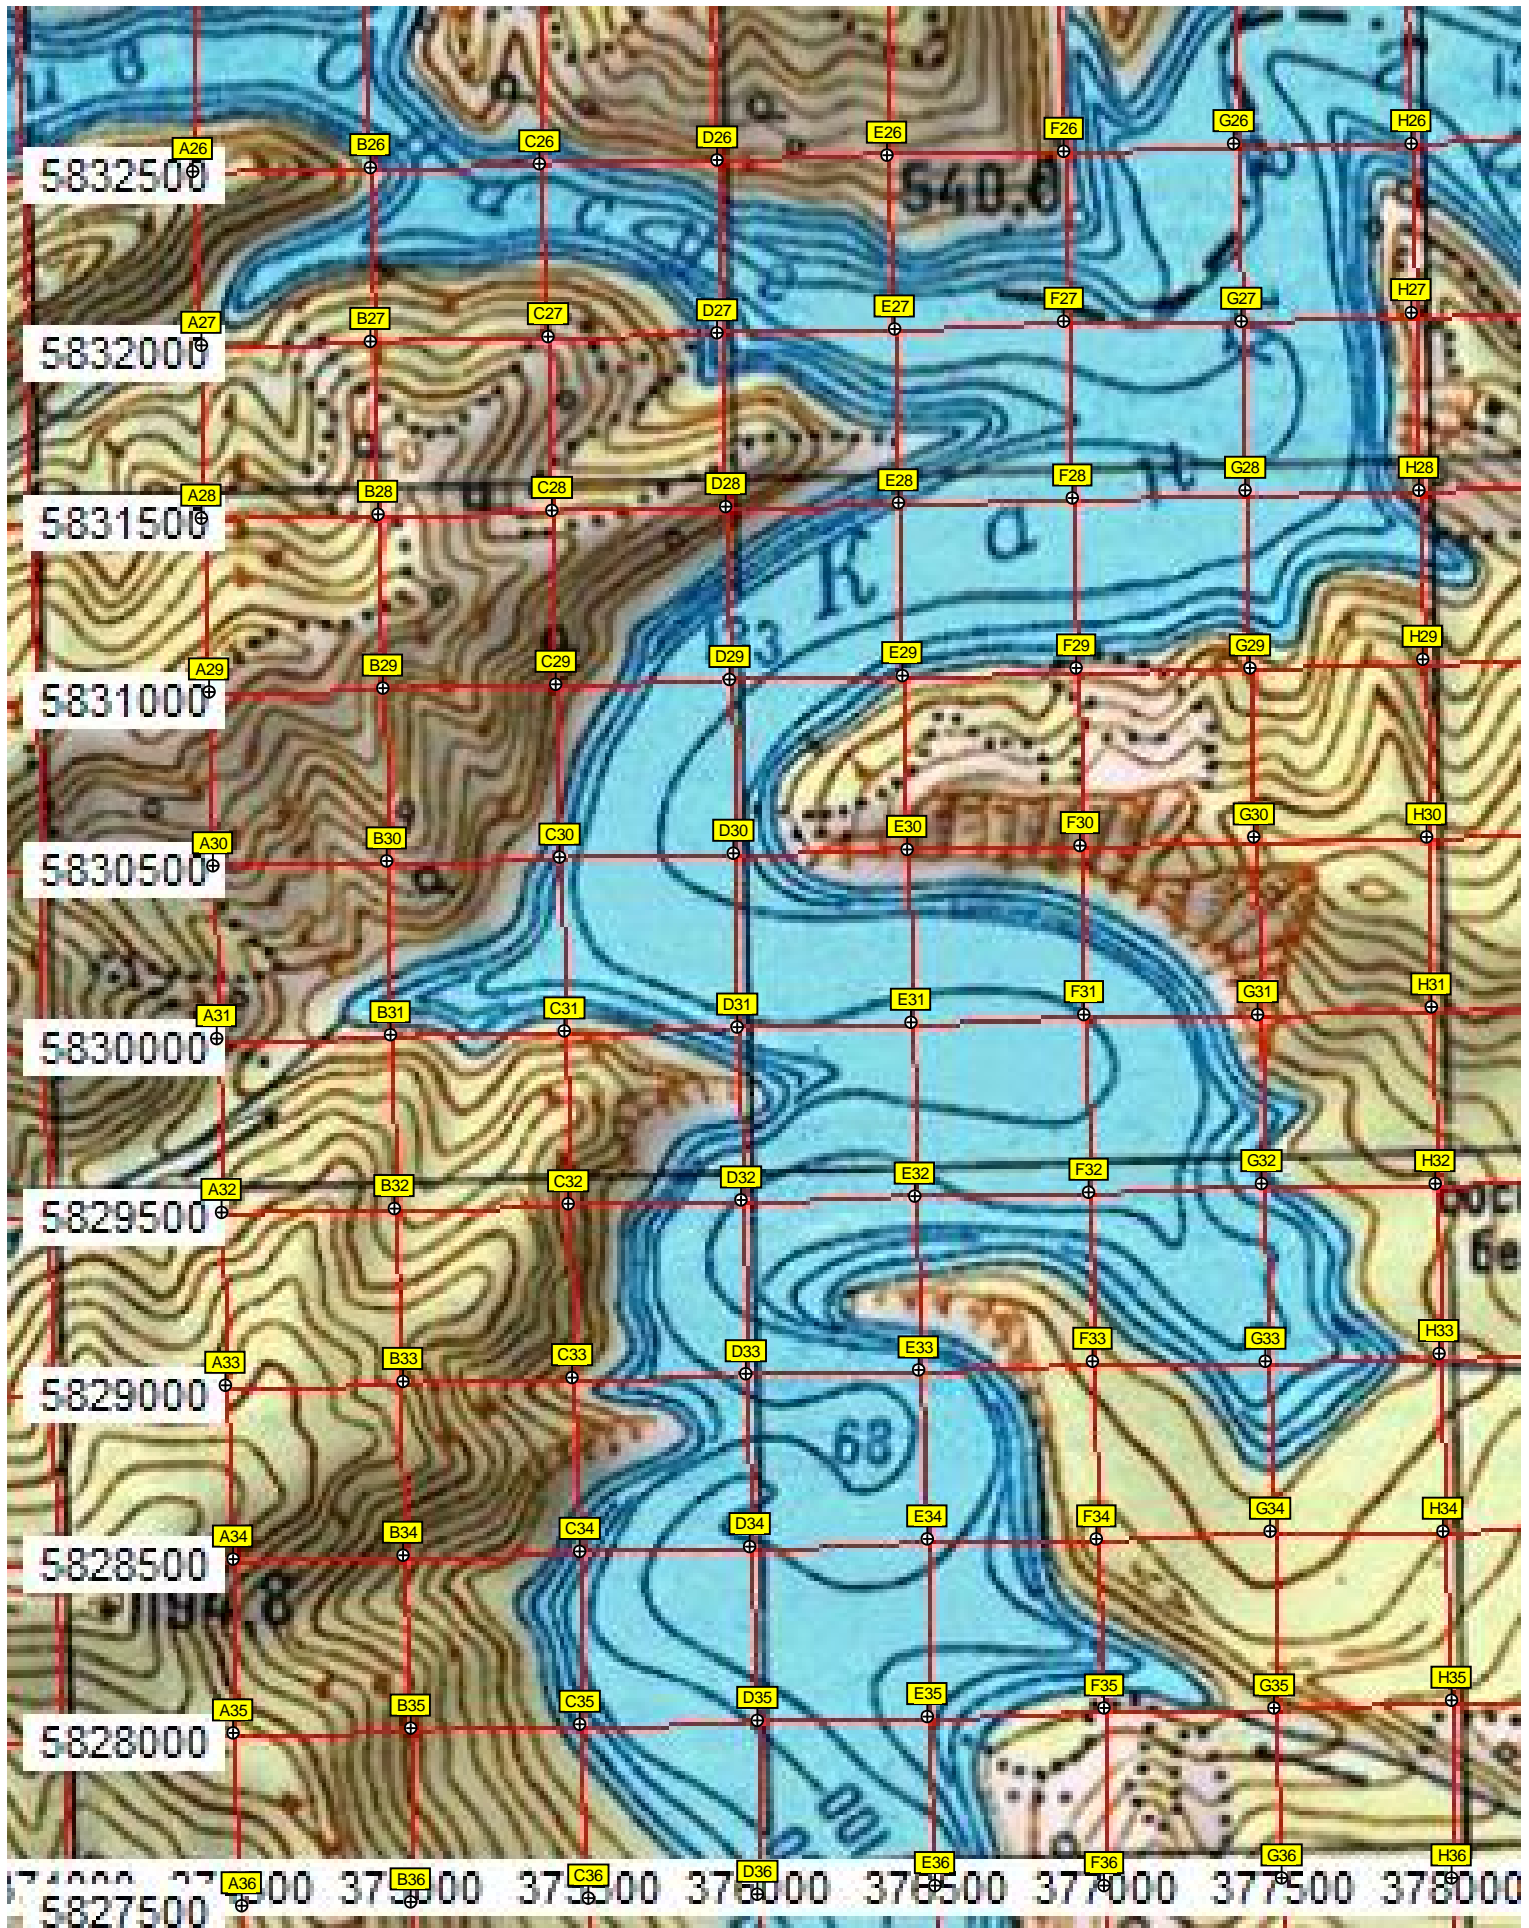 A26 B26 C26 D26 E26 F26 G26 H26
5832500
540,6
A27 B27 C27 D27 E27 F27 G27 H27
5832000
A28 B28 C28 D28 E28 F28 G28 H28
5831500
К а т
A29 B29 C29 D29 E29 F29 G29 H29
5831000
A30 B30 C30 D30 E30 F30 G30 H30
5830500
A31 B31 C31 D31 E31 F31 G31 H31
5830000
A32 B32 C32 D32 E32 F32 G32 H32
5829500
A33 B33 C33 D33 E33 F33 G33 H33
5829000
68
A34 B34 C34 D34 E34 F34 G34 H34
5828500
A35 B35 C35 D35 E35 F35 G35 H35
5828000
100
A36 B36 C36 D36 E36 F36 G36 H36
377000 377500 378000
5827500